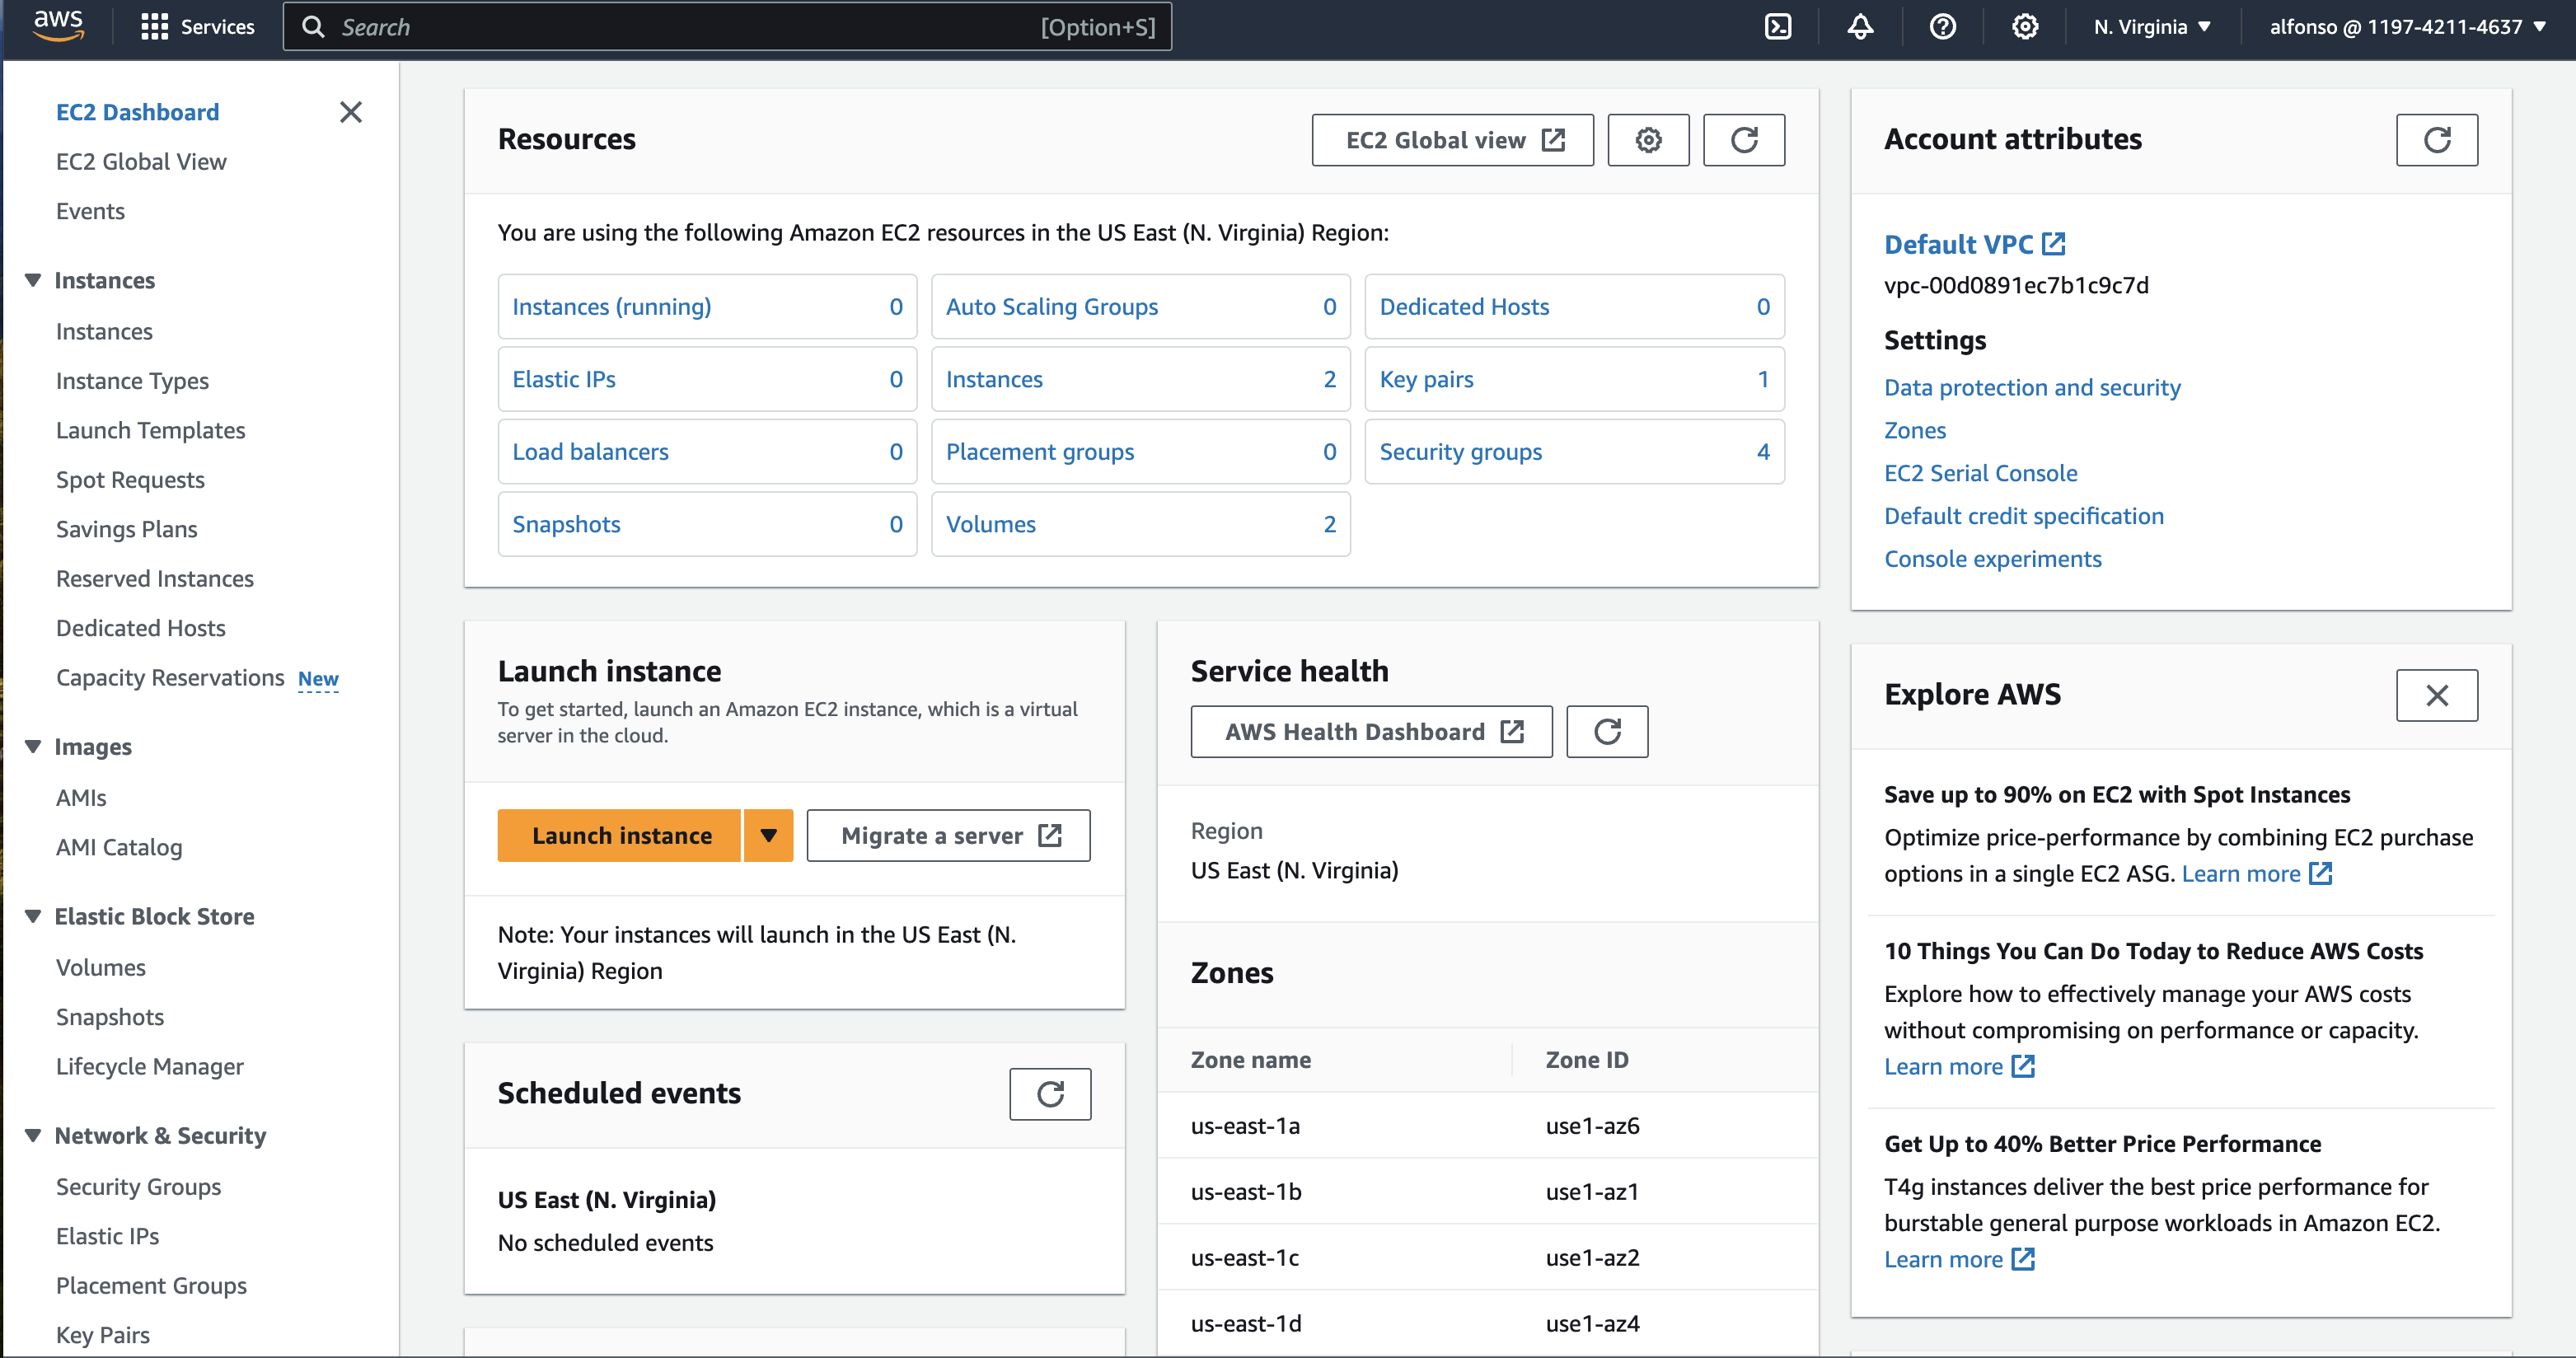 aws
Services
Search
[Option+S]
N. Virginia
alfonso @ 1197-4211-4637
EC2 Dashboard
EC2 Global View
Events
Instances
Instances
Instance Types
Launch Templates
Spot Requests
Savings Plans
Reserved Instances
Dedicated Hosts
Capacity Reservations New
Images
AMIs
AMI Catalog
Elastic Block Store
Volumes
Snapshots
Lifecycle Manager
Network & Security
Security Groups
Elastic IPs
Placement Groups
Key Pairs
Resources
EC2 Global view
You are using the following Amazon EC2 resources in the US East (N. Virginia) Region:
Instances (running) 0
Auto Scaling Groups 0
Dedicated Hosts 0
Elastic IPs 0
Instances 2
Key pairs 1
Load balancers 0
Placement groups 0
Security groups 4
Snapshots 0
Volumes 2
Launch instance
To get started, launch an Amazon EC2 instance, which is a virtual
server in the cloud.
Launch instance
Migrate a server
Note: Your instances will launch in the US East (N.
Virginia) Region
Scheduled events
US East (N. Virginia)
No scheduled events
Service health
AWS Health Dashboard
Region
US East (N. Virginia)
Zones
Zone name Zone ID
us-east-1a use1-az6
us-east-1b use1-az1
us-east-1c use1-az2
us-east-1d use1-az4
Account attributes
Default VPC
vpc-00d0891ec7b1c9c7d
Settings
Data protection and security
Zones
EC2 Serial Console
Default credit specification
Console experiments
Explore AWS
Save up to 90% on EC2 with Spot Instances
Optimize price-performance by combining EC2 purchase
options in a single EC2 ASG. Learn more
10 Things You Can Do Today to Reduce AWS Costs
Explore how to effectively manage your AWS costs
without compromising on performance or capacity.
Learn more
Get Up to 40% Better Price Performance
T4g instances deliver the best price performance for
burstable general purpose workloads in Amazon EC2.
Learn more